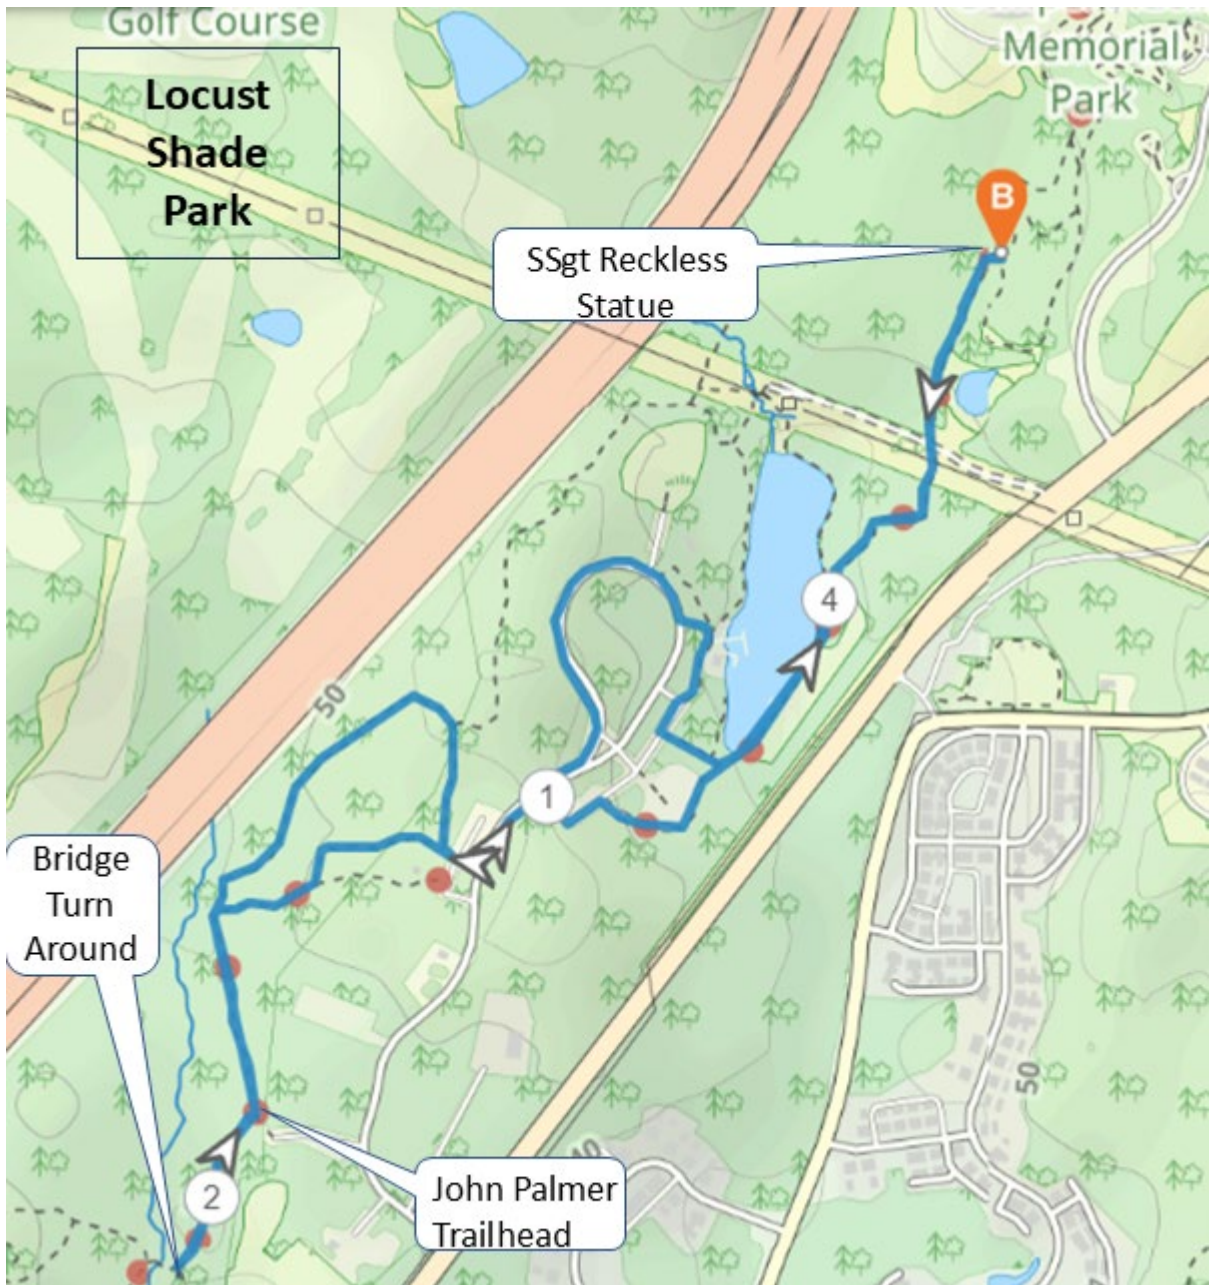 Golf Course
Locust
Shade
Park
Memorial
Park
B
SSgt Reckless
Statue
4
50
1
Bridge
Turn
Around
50
2
John Palmer
Trailhead